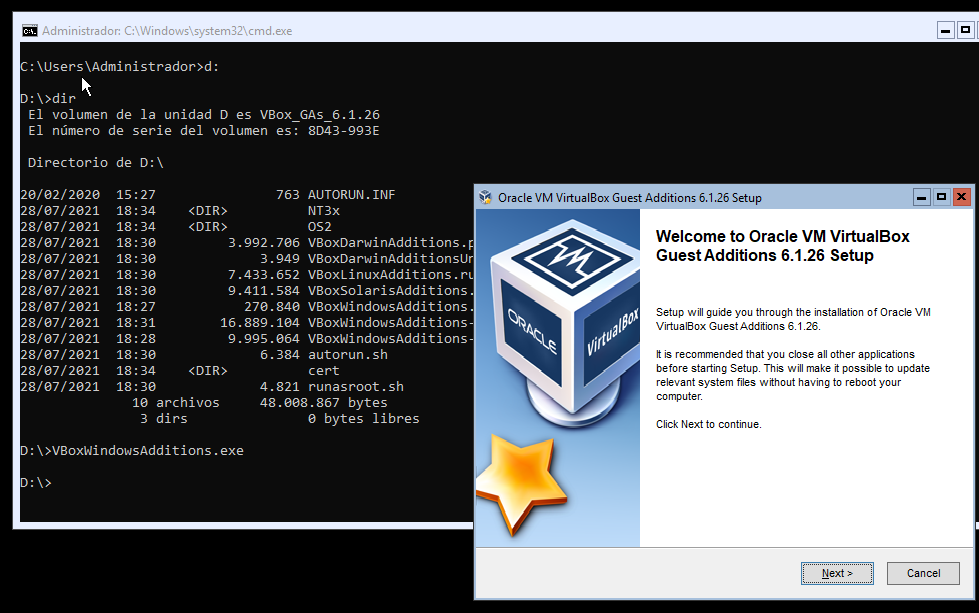 Administrador: C:\Windows\system32\cmd.exe
C:\Users\Administrador>d:
D:\>dir
El volumen de la unidad D es VBox_GAs_6.1.26
El número de serie del volumen es: 8D43-993E
Directorio de D:\
20/02/2020  15:27               763 AUTORUN.INF
28/07/2021  18:34    <DIR>          NT3x
28/07/2021  18:34    <DIR>          OS2
28/07/2021  18:30         3.992.706 VBoxDarwinAdditions.p
28/07/2021  18:30             3.949 VBoxDarwinAdditionsUn
28/07/2021  18:30         7.433.652 VBoxLinuxAdditions.ru
28/07/2021  18:30         9.411.584 VBoxSolarisAdditions.
28/07/2021  18:27           270.840 VBoxWindowsAdditions.
28/07/2021  18:31        16.889.104 VBoxWindowsAdditions-
28/07/2021  18:28         9.995.064 VBoxWindowsAdditions-
28/07/2021  18:30             6.384 autorun.sh
28/07/2021  18:34    <DIR>          cert
28/07/2021  18:30             4.821 runasroot.sh
10 archivos     48.008.867 bytes
3 dirs               0 bytes libres
D:\>VBoxWindowsAdditions.exe
D:\>
Oracle VM VirtualBox Guest Additions 6.1.26 Setup
ORACLE
VirtualBox
Welcome to Oracle VM VirtualBox
Guest Additions 6.1.26 Setup
Setup will guide you through the installation of Oracle VM
VirtualBox Guest Additions 6.1.26.
It is recommended that you close all other applications
before starting Setup. This will make it possible to update
relevant system files without having to reboot your
computer.
Click Next to continue.
Next >
Cancel